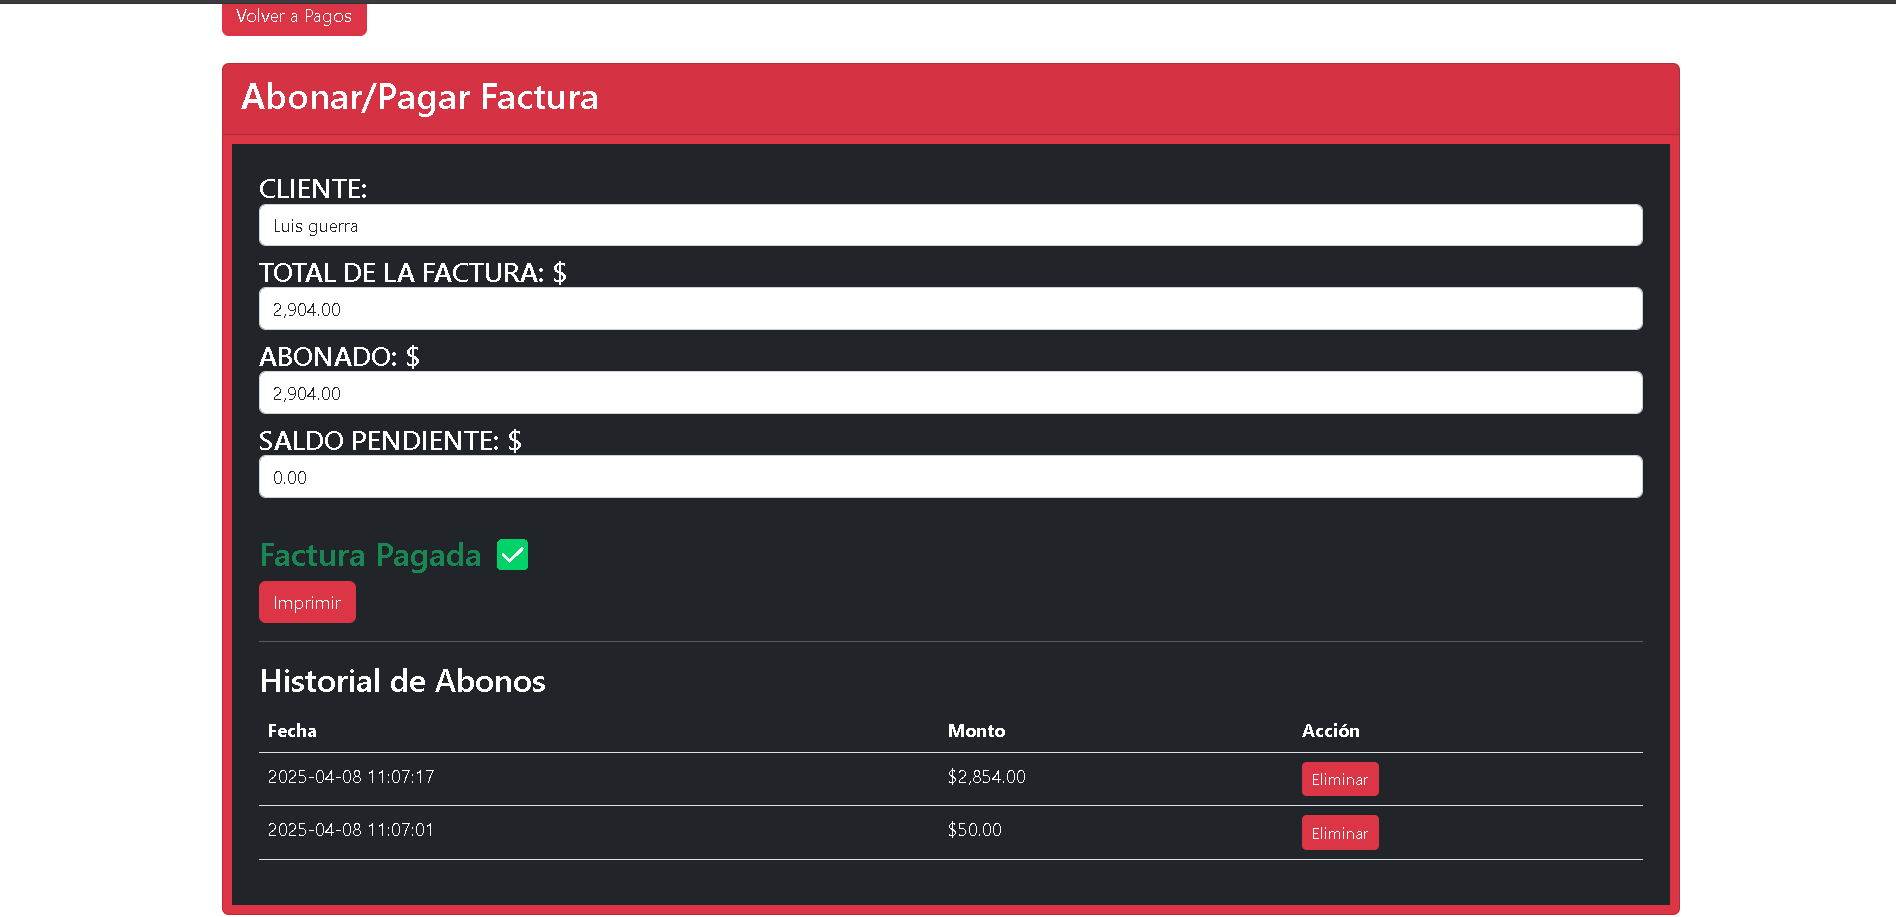 Volver a Pagos
Abonar/Pagar Factura
CLIENTE:
Luis guerra
TOTAL DE LA FACTURA: $
2,904.00
ABONADO: $
2,904.00
SALDO PENDIENTE: $
0.00
Factura Pagada ✅
Imprimir
Historial de Abonos
Fecha Monto Acción
2025-04-08 11:07:17 $2,854.00 Eliminar
2025-04-08 11:07:01 $50.00 Eliminar